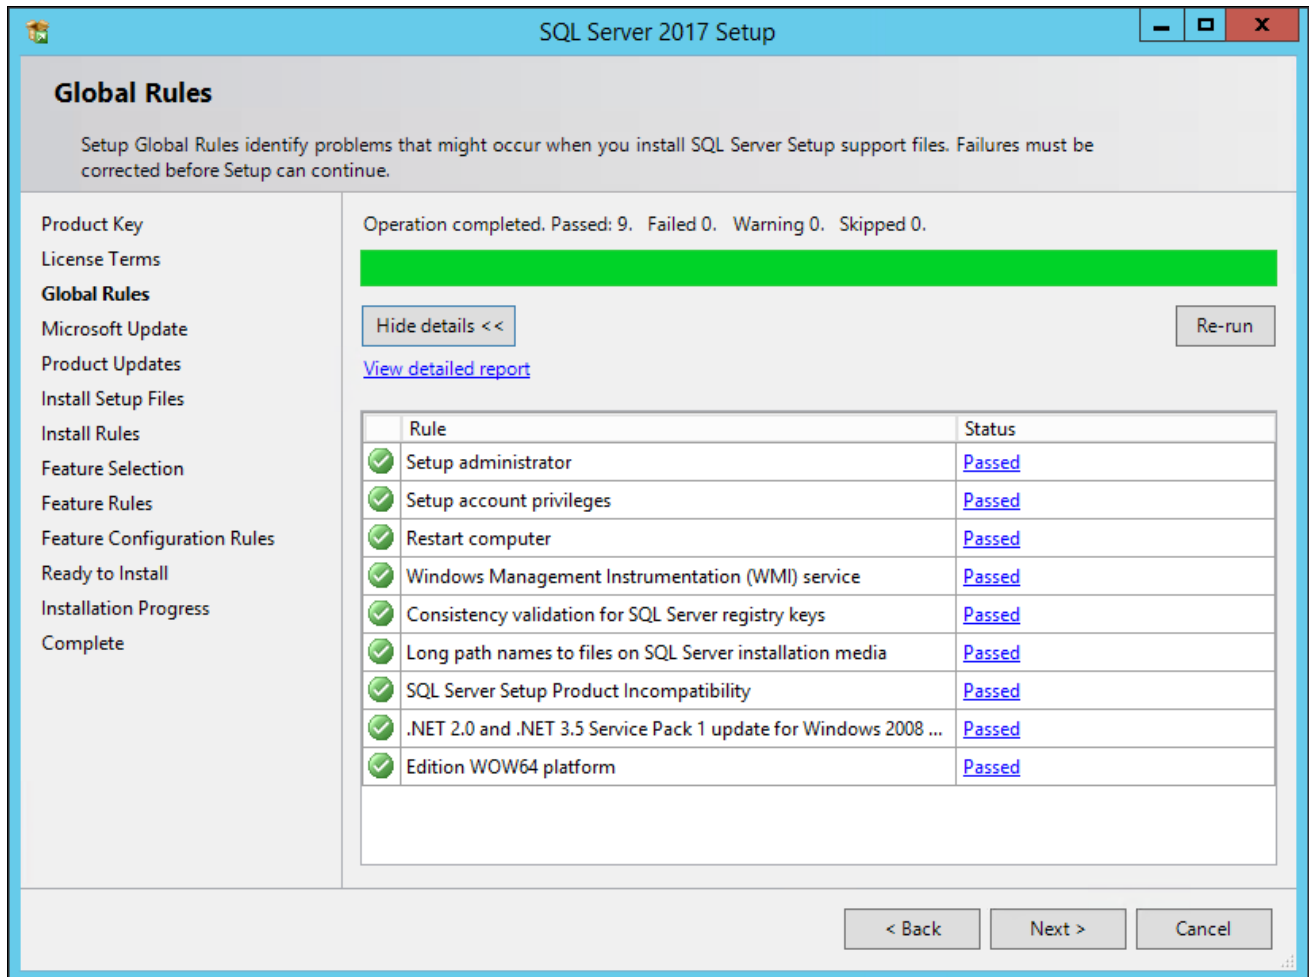 SQL Server 2017 Setup
Global Rules
Setup Global Rules identify problems that might occur when you install SQL Server Setup support files. Failures must be
corrected before Setup can continue.
Product Key
License Terms
Global Rules
Microsoft Update
Product Updates
Install Setup Files
Install Rules
Feature Selection
Feature Rules
Feature Configuration Rules
Ready to Install
Installation Progress
Complete
Operation completed. Passed: 9.   Failed 0.   Warning 0.   Skipped 0.
Hide details <<
Re-run
View detailed report
Rule Status
Setup administrator Passed
Setup account privileges Passed
Restart computer Passed
Windows Management Instrumentation (WMI) service Passed
Consistency validation for SQL Server registry keys Passed
Long path names to files on SQL Server installation media Passed
SQL Server Setup Product Incompatibility Passed
.NET 2.0 and .NET 3.5 Service Pack 1 update for Windows 2008 ... Passed
Edition WOW64 platform Passed
< Back Next > Cancel